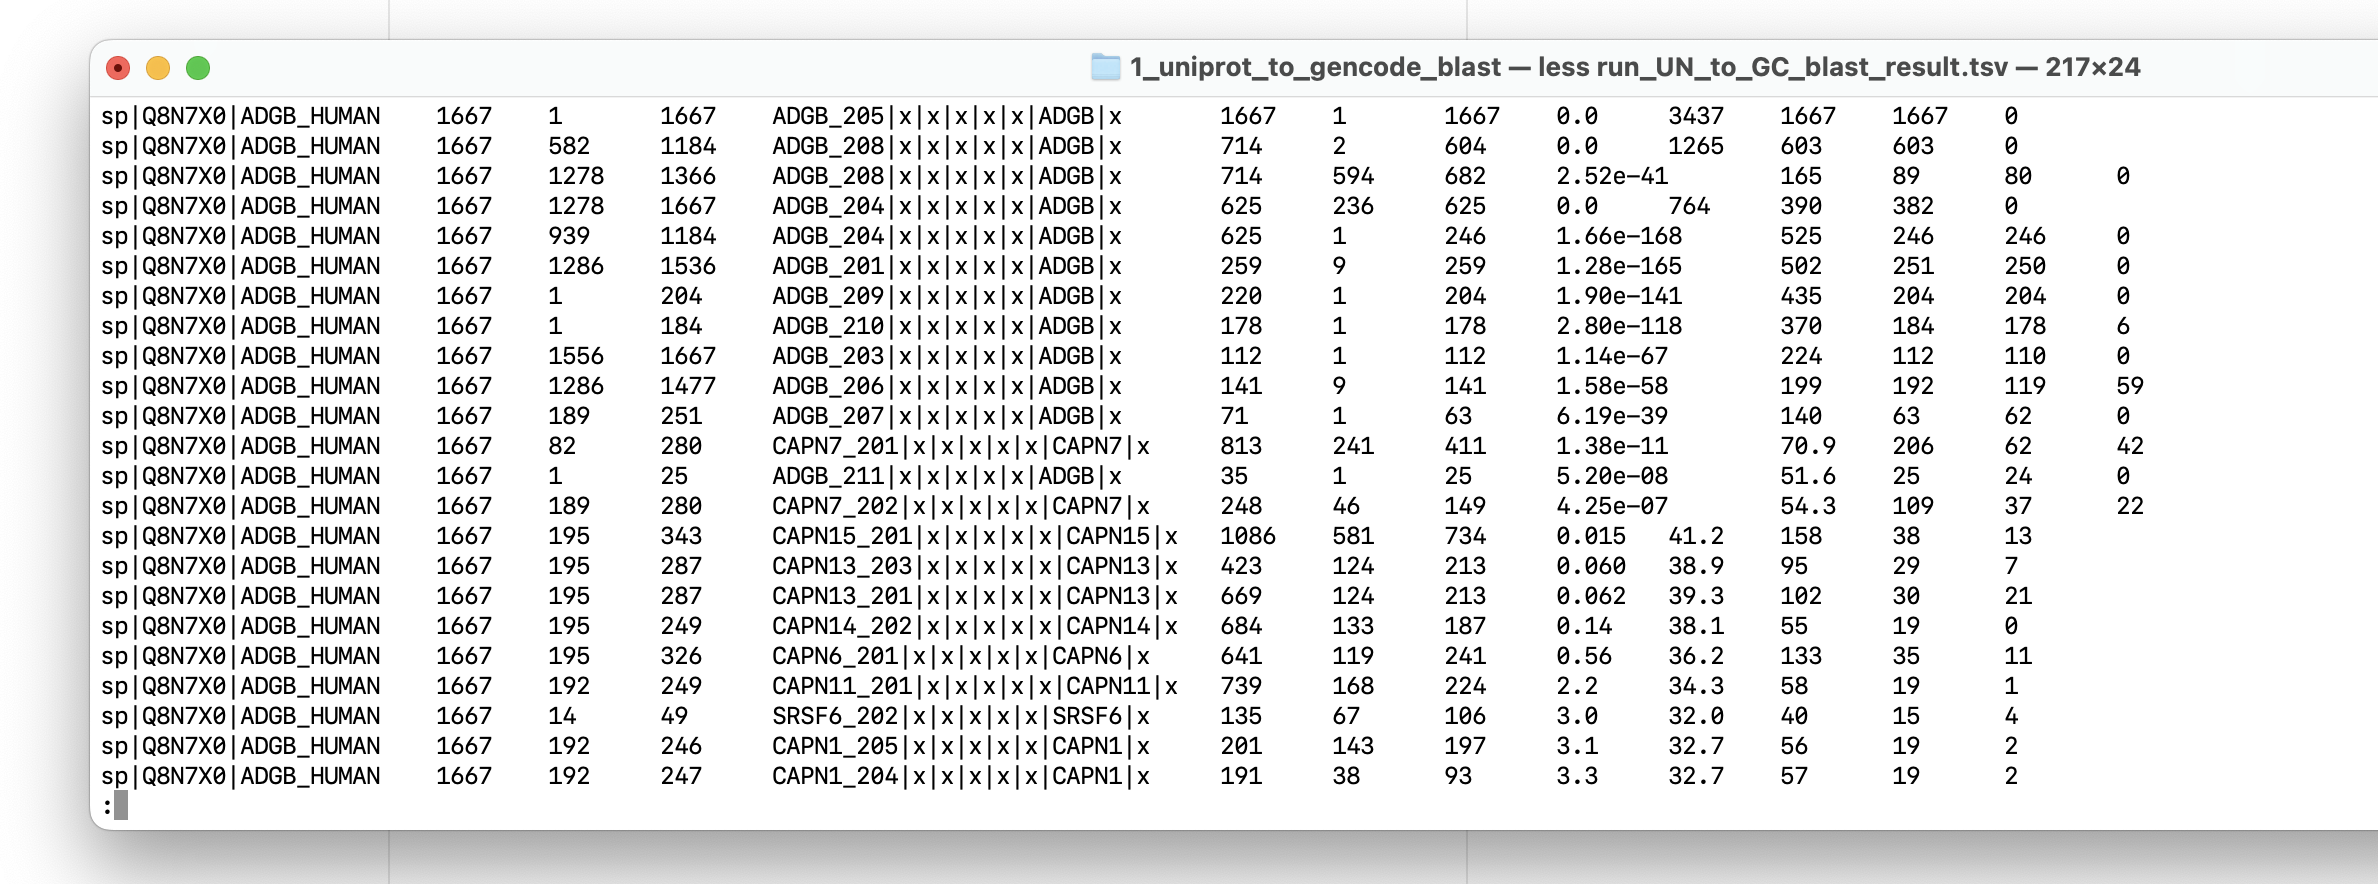 1_uniprot_to_gencode_blast — less run_UN_to_GC_blast_result.tsv — 217×24
sp|Q8N7X0|ADGB_HUMAN 1667 1 1667 ADGB_205|x|x|x|x|x|ADGB|x 1667 1 1667 0.0 3437 1667 1667 0
sp|Q8N7X0|ADGB_HUMAN 1667 582 1184 ADGB_208|x|x|x|x|x|ADGB|x 714 2 604 0.0 1265 603 603 0
sp|Q8N7X0|ADGB_HUMAN 1667 1278 1366 ADGB_208|x|x|x|x|x|ADGB|x 714 594 682 2.52e-41 165 89 80 0
sp|Q8N7X0|ADGB_HUMAN 1667 1278 1667 ADGB_204|x|x|x|x|x|ADGB|x 625 236 625 0.0 764 390 382 0
sp|Q8N7X0|ADGB_HUMAN 1667 939 1184 ADGB_204|x|x|x|x|x|ADGB|x 625 1 246 1.66e-168 525 246 246 0
sp|Q8N7X0|ADGB_HUMAN 1667 1286 1536 ADGB_201|x|x|x|x|x|ADGB|x 259 9 259 1.28e-165 502 251 250 0
sp|Q8N7X0|ADGB_HUMAN 1667 1 204 ADGB_209|x|x|x|x|x|ADGB|x 220 1 204 1.90e-141 435 204 204 0
sp|Q8N7X0|ADGB_HUMAN 1667 1 184 ADGB_210|x|x|x|x|x|ADGB|x 178 1 178 2.80e-118 370 184 178 6
sp|Q8N7X0|ADGB_HUMAN 1667 1556 1667 ADGB_203|x|x|x|x|x|ADGB|x 112 1 112 1.14e-67 224 112 110 0
sp|Q8N7X0|ADGB_HUMAN 1667 1286 1477 ADGB_206|x|x|x|x|x|ADGB|x 141 9 141 1.58e-58 199 192 119 59
sp|Q8N7X0|ADGB_HUMAN 1667 189 251 ADGB_207|x|x|x|x|x|ADGB|x 71 1 63 6.19e-39 140 63 62 0
sp|Q8N7X0|ADGB_HUMAN 1667 82 280 CAPN7_201|x|x|x|x|x|CAPN7|x 813 241 411 1.38e-11 70.9 206 62 42
sp|Q8N7X0|ADGB_HUMAN 1667 1 25 ADGB_211|x|x|x|x|x|ADGB|x 35 1 25 5.20e-08 51.6 25 24 0
sp|Q8N7X0|ADGB_HUMAN 1667 189 280 CAPN7_202|x|x|x|x|x|CAPN7|x 248 46 149 4.25e-07 54.3 109 37 22
sp|Q8N7X0|ADGB_HUMAN 1667 195 343 CAPN15_201|x|x|x|x|x|CAPN15|x 1086 581 734 0.015 41.2 158 38 13
sp|Q8N7X0|ADGB_HUMAN 1667 195 287 CAPN13_203|x|x|x|x|x|CAPN13|x 423 124 213 0.060 38.9 95 29 7
sp|Q8N7X0|ADGB_HUMAN 1667 195 287 CAPN13_201|x|x|x|x|x|CAPN13|x 669 124 213 0.062 39.3 102 30 21
sp|Q8N7X0|ADGB_HUMAN 1667 195 249 CAPN14_202|x|x|x|x|x|CAPN14|x 684 133 187 0.14 38.1 55 19 0
sp|Q8N7X0|ADGB_HUMAN 1667 195 326 CAPN6_201|x|x|x|x|x|CAPN6|x 641 119 241 0.56 36.2 133 35 11
sp|Q8N7X0|ADGB_HUMAN 1667 192 249 CAPN11_201|x|x|x|x|x|CAPN11|x 739 168 224 2.2 34.3 58 19 1
sp|Q8N7X0|ADGB_HUMAN 1667 14 49 SRSF6_202|x|x|x|x|x|SRSF6|x 135 67 106 3.0 32.0 40 15 4
sp|Q8N7X0|ADGB_HUMAN 1667 192 246 CAPN1_205|x|x|x|x|x|CAPN1|x 201 143 197 3.1 32.7 56 19 2
sp|Q8N7X0|ADGB_HUMAN 1667 192 247 CAPN1_204|x|x|x|x|x|CAPN1|x 191 38 93 3.3 32.7 57 19 2
: